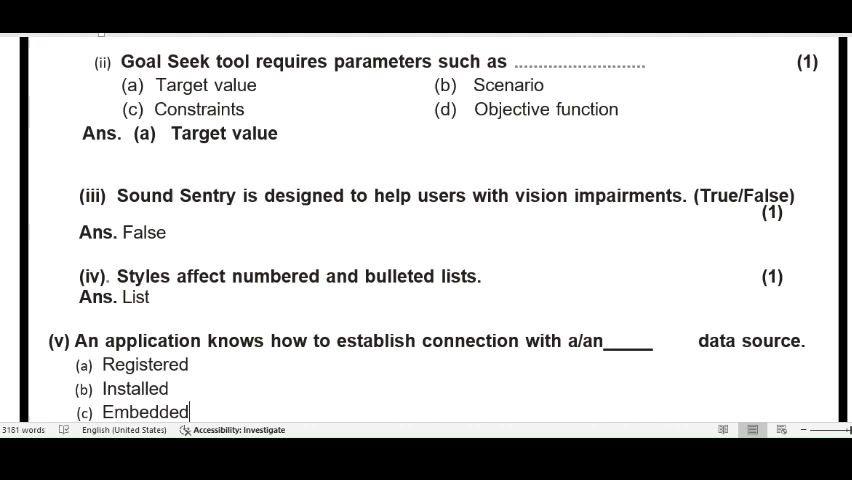 (ii) Goal Seek tool requires parameters such as ........................... (1)
(a) Target value (b) Scenario
(c) Constraints (d) Objective function
Ans. (a) Target value
(iii) Sound Sentry is designed to help users with vision impairments. (True/False)
(1)
Ans. False
(iv). Styles affect numbered and bulleted lists. (1)
Ans. List
(v) An application knows how to establish connection with a/an_____ data source.
(a) Registered
(b) Installed
(c) Embedded
3181 words English (United States) Accessibility: Investigate